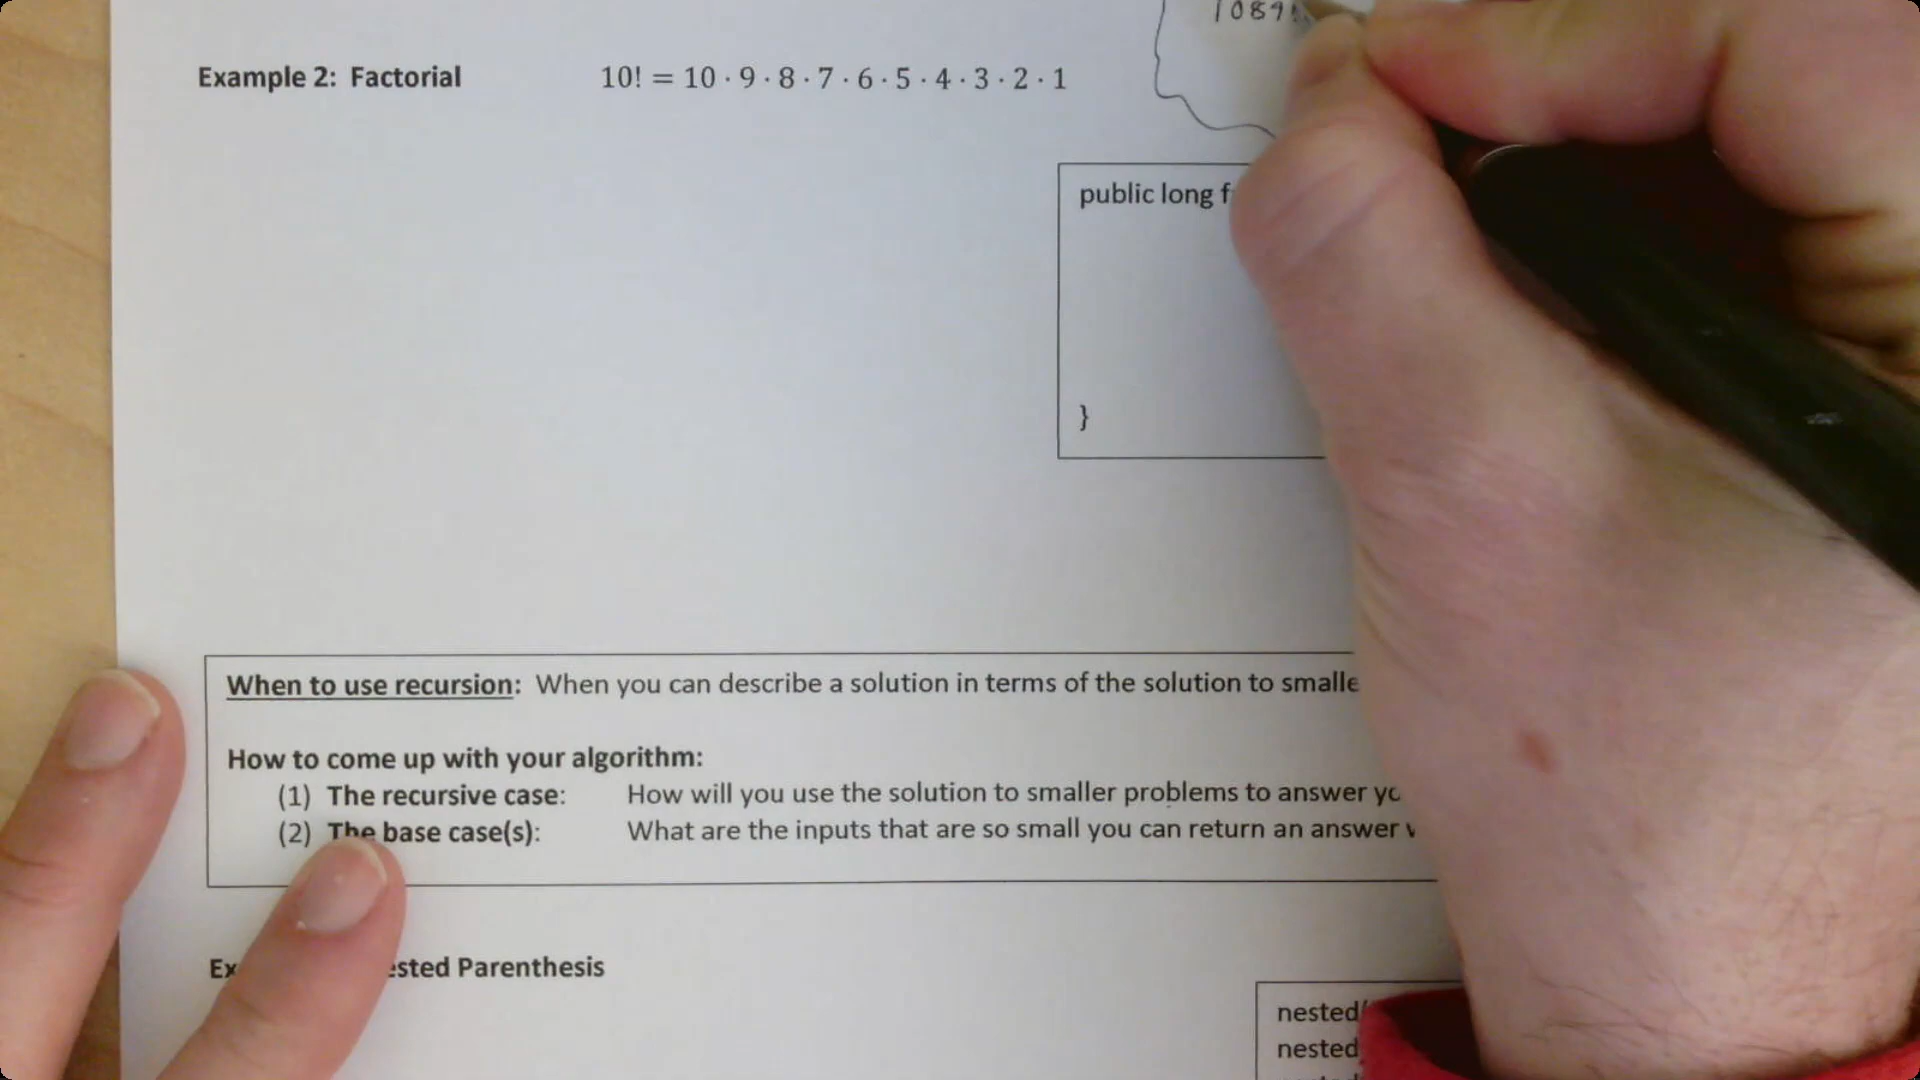 1089
Example 2: Factorial
10! = 10 · 9 · 8 · 7 · 6 · 5 · 4 · 3 · 2 · 1
public long
}
When to use recursion: When you can describe a solution in terms of the solution to
How to come up with your algorithm:
(1) The recursive case: How will you use the solution to smaller problems to answer
(2) The base case(s): What are the inputs that are so small you can return an answer
Parenthesis
nested
nested